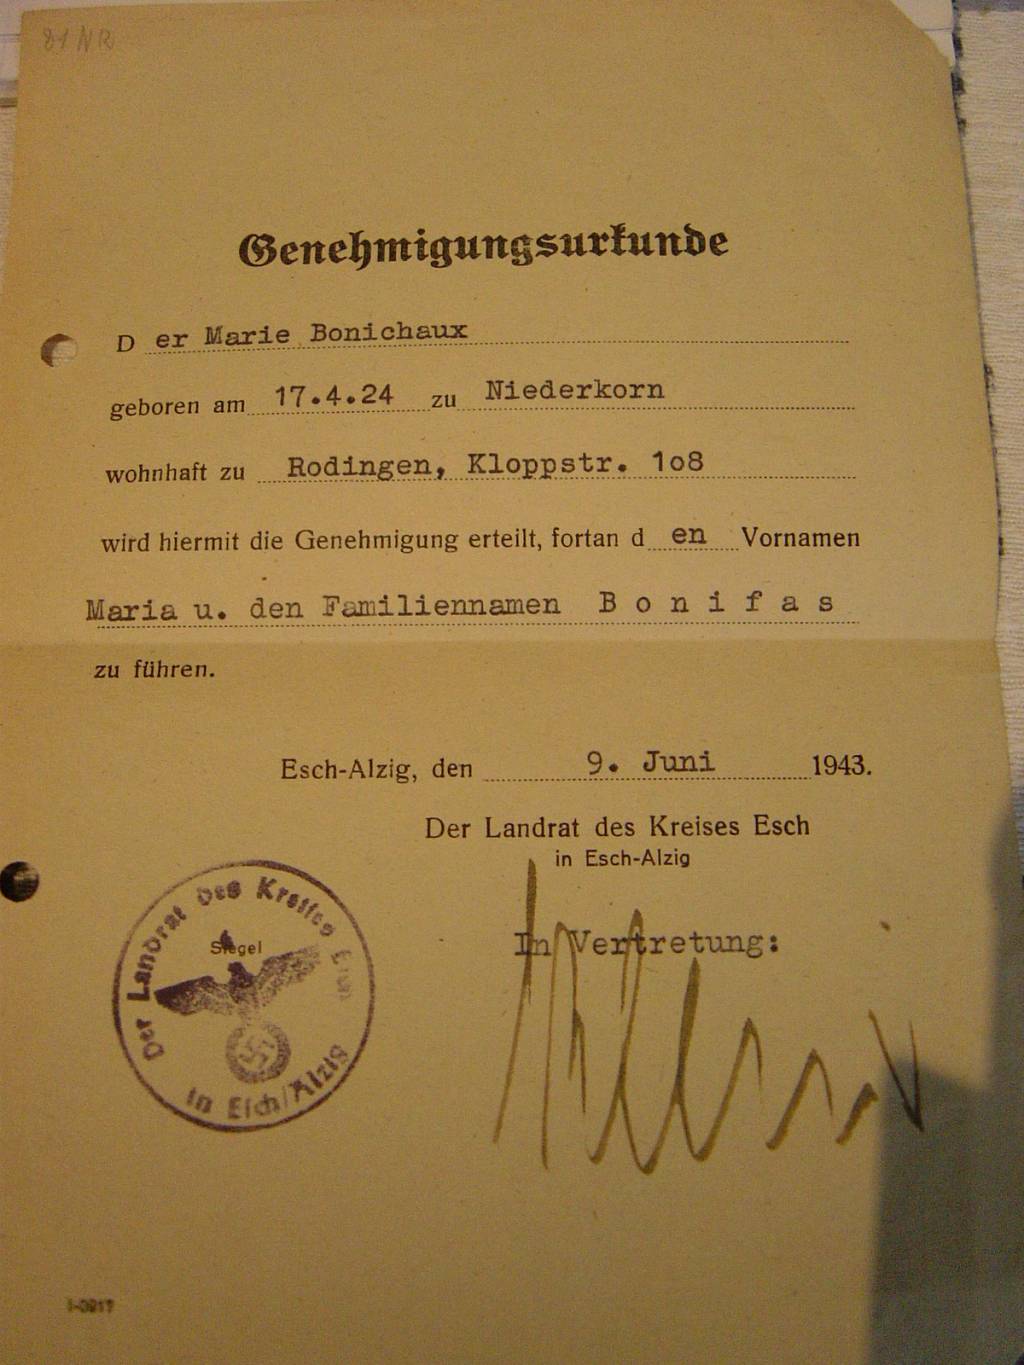 81 NR
Genehmigungsurkunde
D er Marie Bonichaux
geboren am 17.4.24 zu Niederkorn
wohnhaft zu Rodingen, Kloppstr. 1o8
wird hiermit die Genehmigung erteilt, fortan d en Vornamen
Maria u. den Familiennamen B o n i f a s
zu führen.
Esch-Alzig, den 9. Juni 1943.
Der Landrat des Kreises Esch
in Esch-Alzig
In Vertretung:
Siegel
Der Landrat des Kreises Esch
in Esch/Alzig